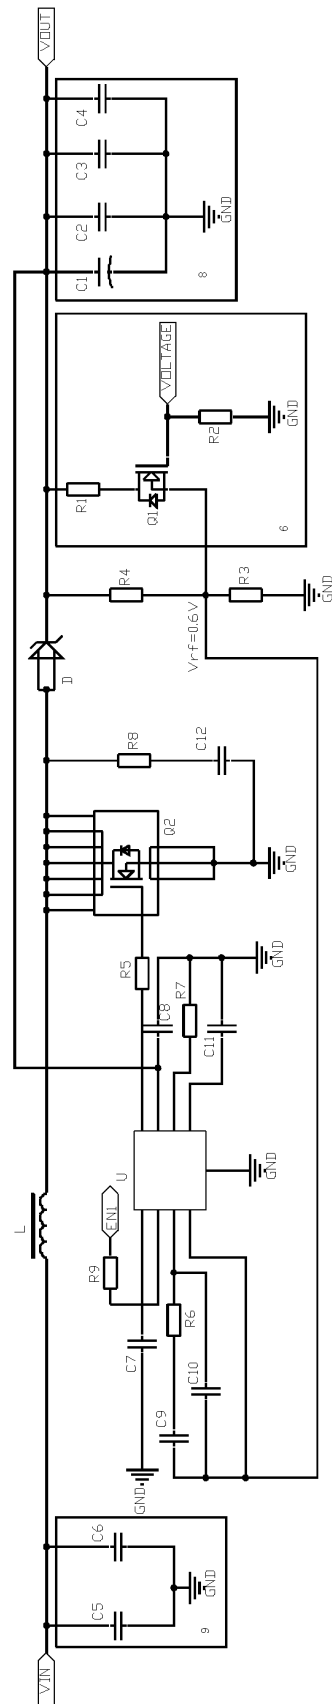 VOUT
C4
C3
C2
C1
GND
8
VOLTAGE
R2
GND
R1
Q1
6
R4
R3
GND
Vrf=0.6V
D
R8
C12
Q2
GND
R5
C8
R7
C11
GND
U
GND
L
EN1
R9
C7
R6
C10
C9
GND
C6
C5
GND
9
VIN